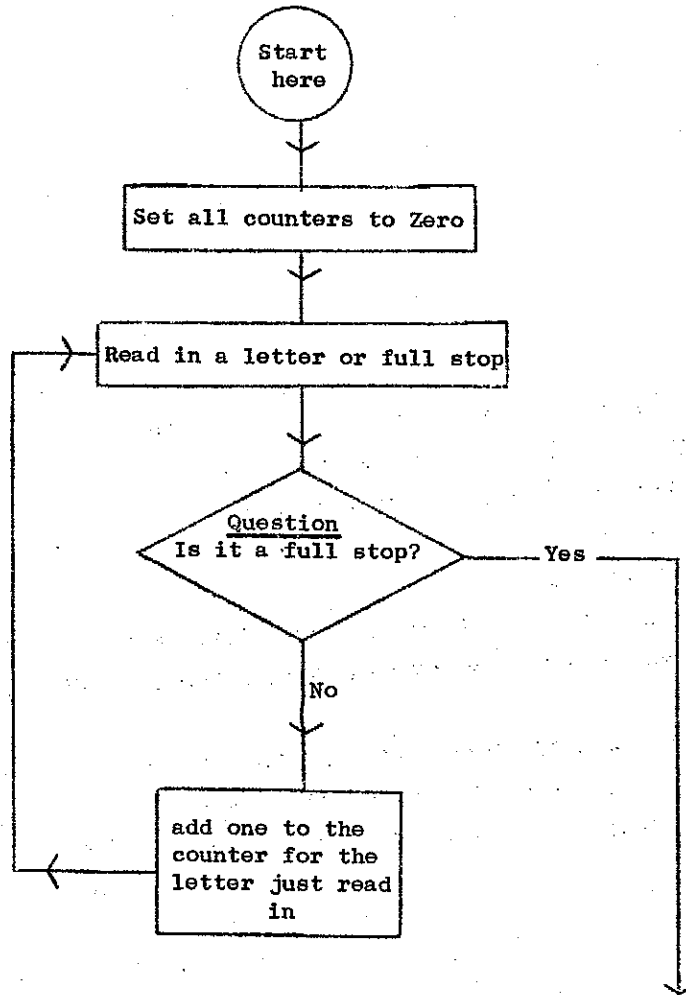 Start
here
Set all counters to Zero
Read in a letter or full stop
Question
Is it a full stop?
Yes
No
add one to the
counter for the
letter just read
in